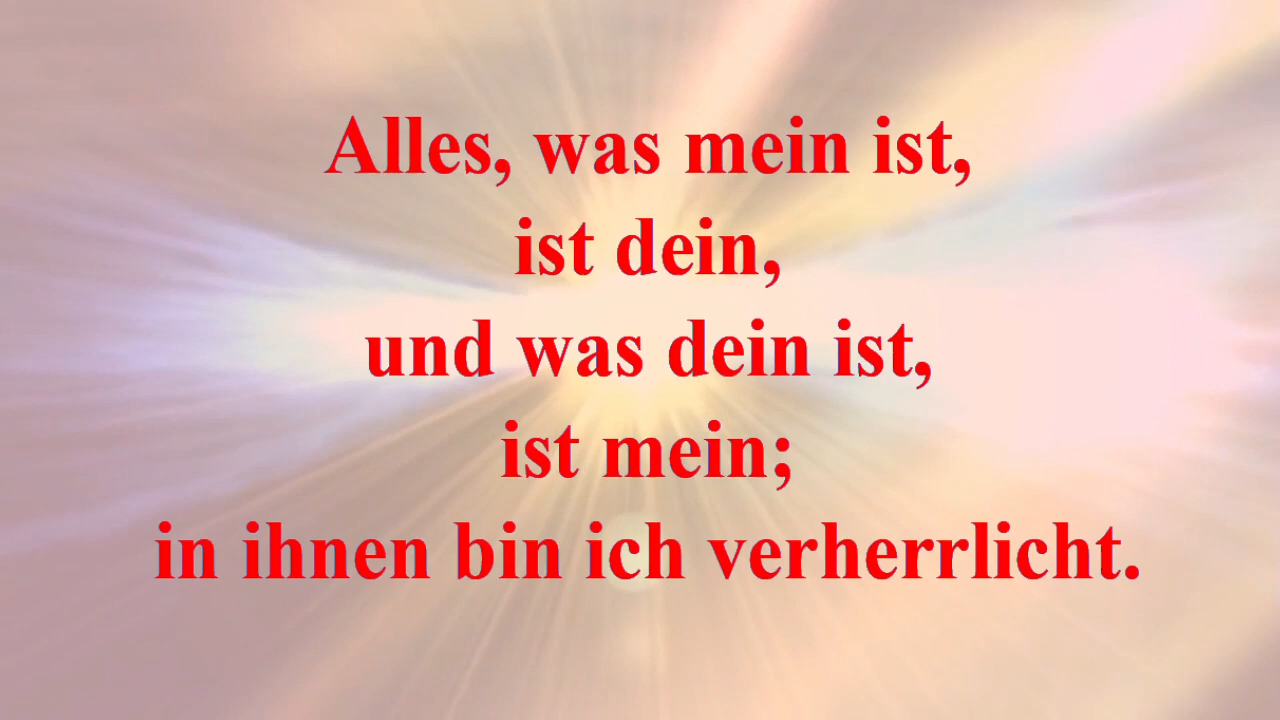 Alles, was mein ist,
ist dein,
und was dein ist,
ist mein;
in ihnen bin ich verherrlicht.